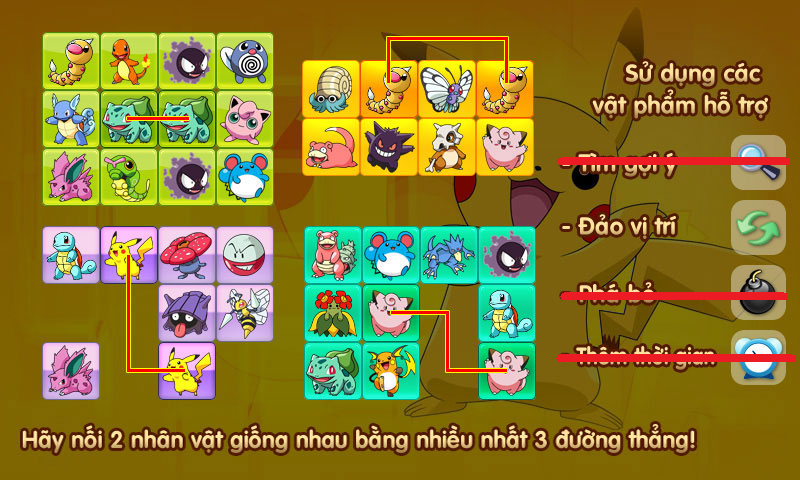 Sử dụng các
vật phẩm hỗ trợ
- Tìm gợi ý
- Đảo vị trí
- Phá bỏ
- Thêm thời gian
Hãy nối 2 nhân vật giống nhau bằng nhiều nhất 3 đường thẳng!